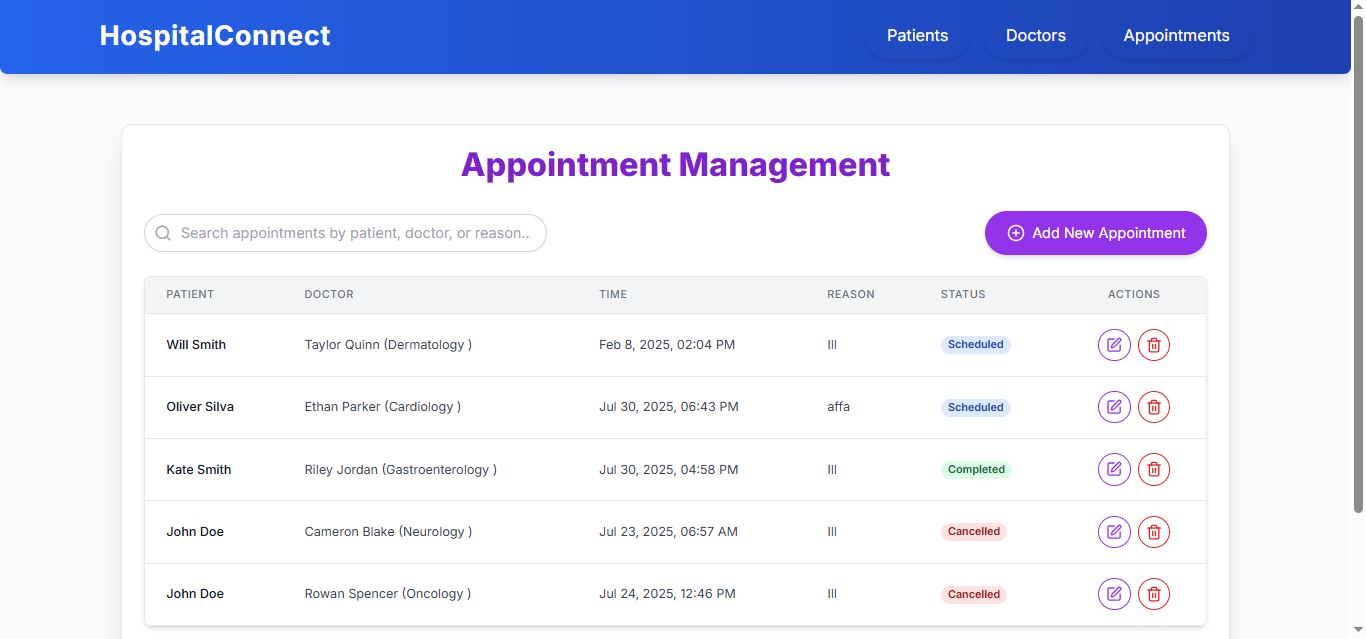 HospitalConnect Patients Doctors Appointments
Appointment Management
Search appointments by patient, doctor, or reason... Add New Appointment
PATIENT DOCTOR TIME REASON STATUS ACTIONS
Will Smith Taylor Quinn (Dermatology ) Feb 8, 2025, 02:04 PM Ill Scheduled
Oliver Silva Ethan Parker (Cardiology ) Jul 30, 2025, 06:43 PM affa Scheduled
Kate Smith Riley Jordan (Gastroenterology ) Jul 30, 2025, 04:58 PM Ill Completed
John Doe Cameron Blake (Neurology ) Jul 23, 2025, 06:57 AM Ill Cancelled
John Doe Rowan Spencer (Oncology ) Jul 24, 2025, 12:46 PM Ill Cancelled